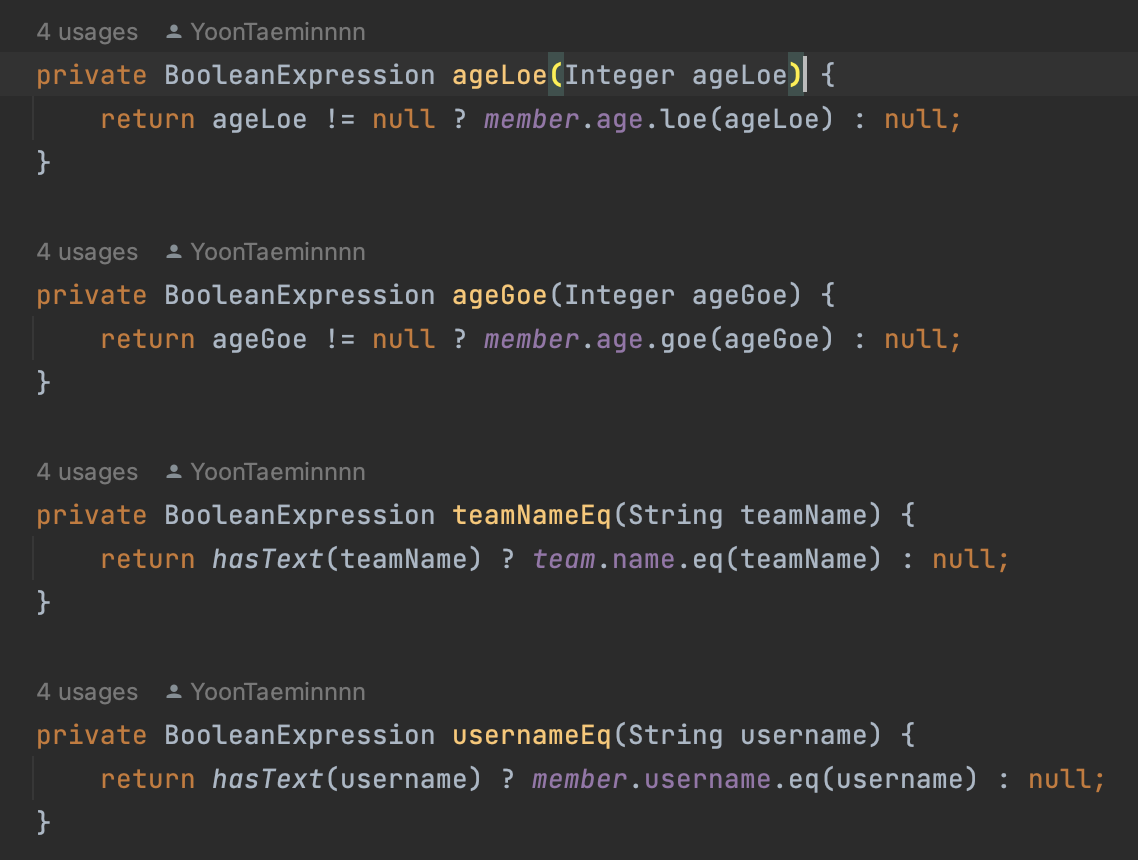 4 usages YoonTaeminnnn
private BooleanExpression ageLoe(Integer ageLoe) {
    return ageLoe != null ? member.age.loe(ageLoe) : null;
}
4 usages YoonTaeminnnn
private BooleanExpression ageGoe(Integer ageGoe) {
    return ageGoe != null ? member.age.goe(ageGoe) : null;
}
4 usages YoonTaeminnnn
private BooleanExpression teamNameEq(String teamName) {
    return hasText(teamName) ? team.name.eq(teamName) : null;
}
4 usages YoonTaeminnnn
private BooleanExpression usernameEq(String username) {
    return hasText(username) ? member.username.eq(username) : null;
}